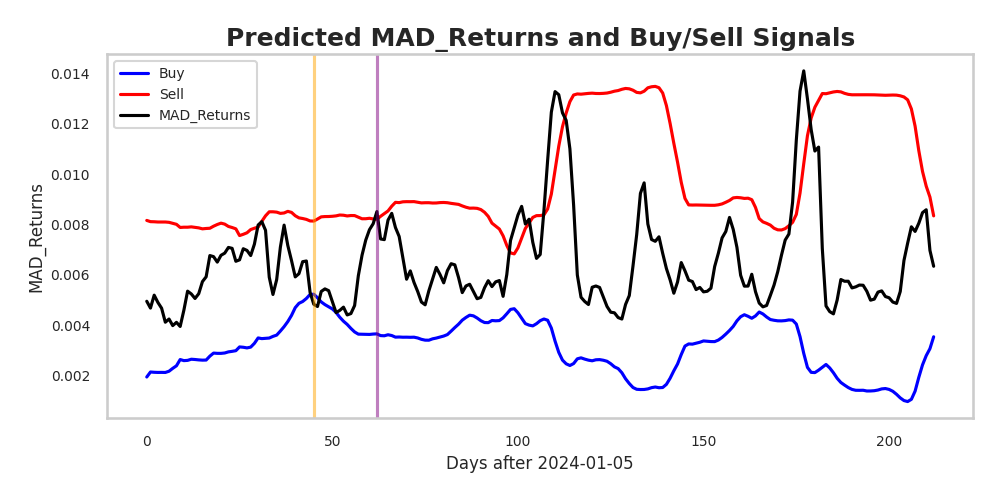 Predicted MAD_Returns and Buy/Sell Signals
Buy
Sell
MAD_Returns
MAD_Returns
0.014
0.012
0.010
0.008
0.006
0.004
0.002
0 50 100 150 200
Days after 2024-01-05